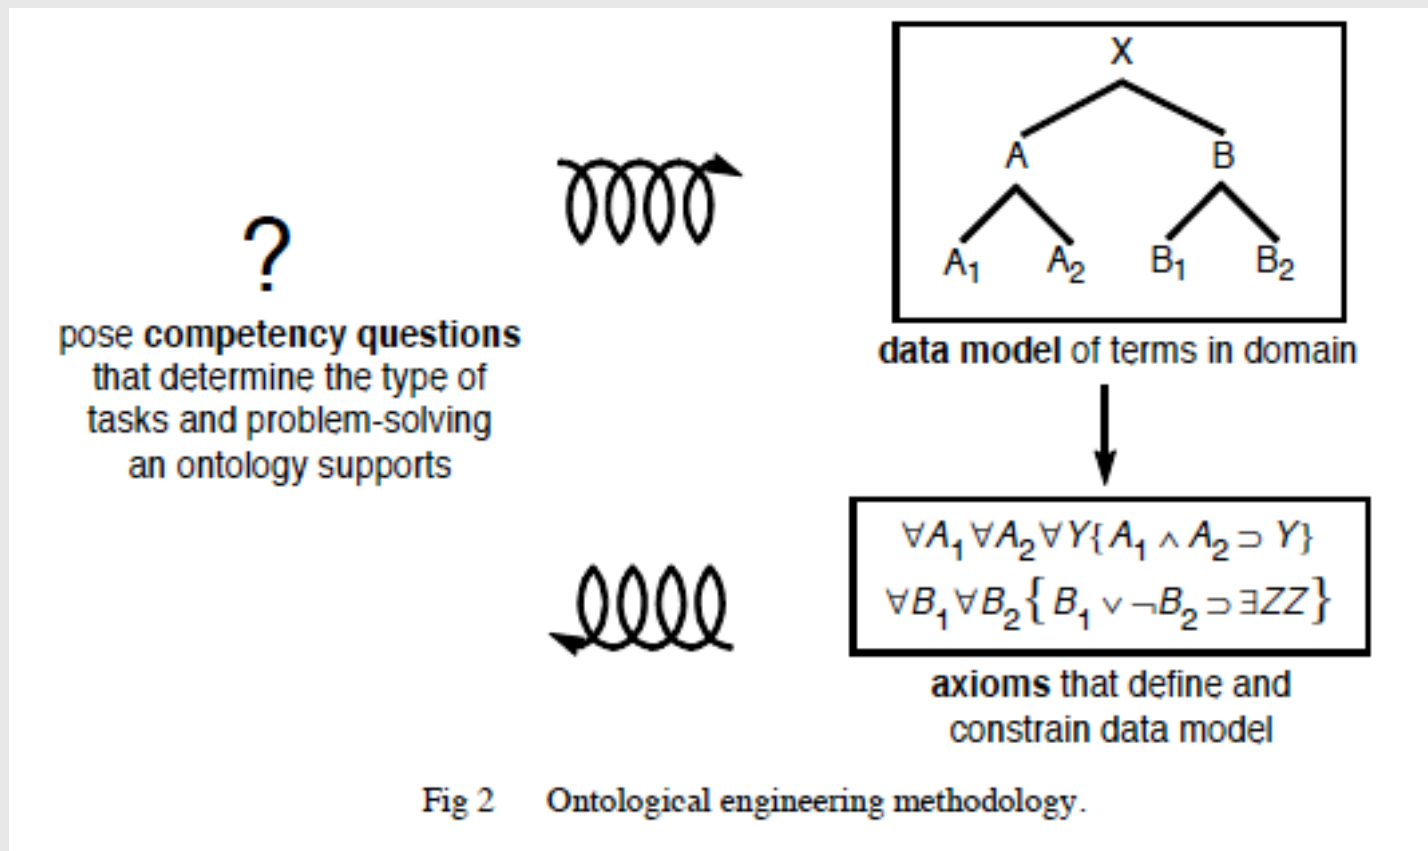 ?
pose competency questions
that determine the type of
tasks and problem-solving
an ontology supports
X
A B
A₁ A₂ B₁ B₂
data model of terms in domain
∀A₁∀A₂∀Y{A₁ ∧ A₂ ⊃ Y}
∀B₁∀B₂{B₁ ∨ ¬B₂ ⊃ ∃ZZ}
axioms that define and
constrain data model
Fig 2 Ontological engineering methodology.